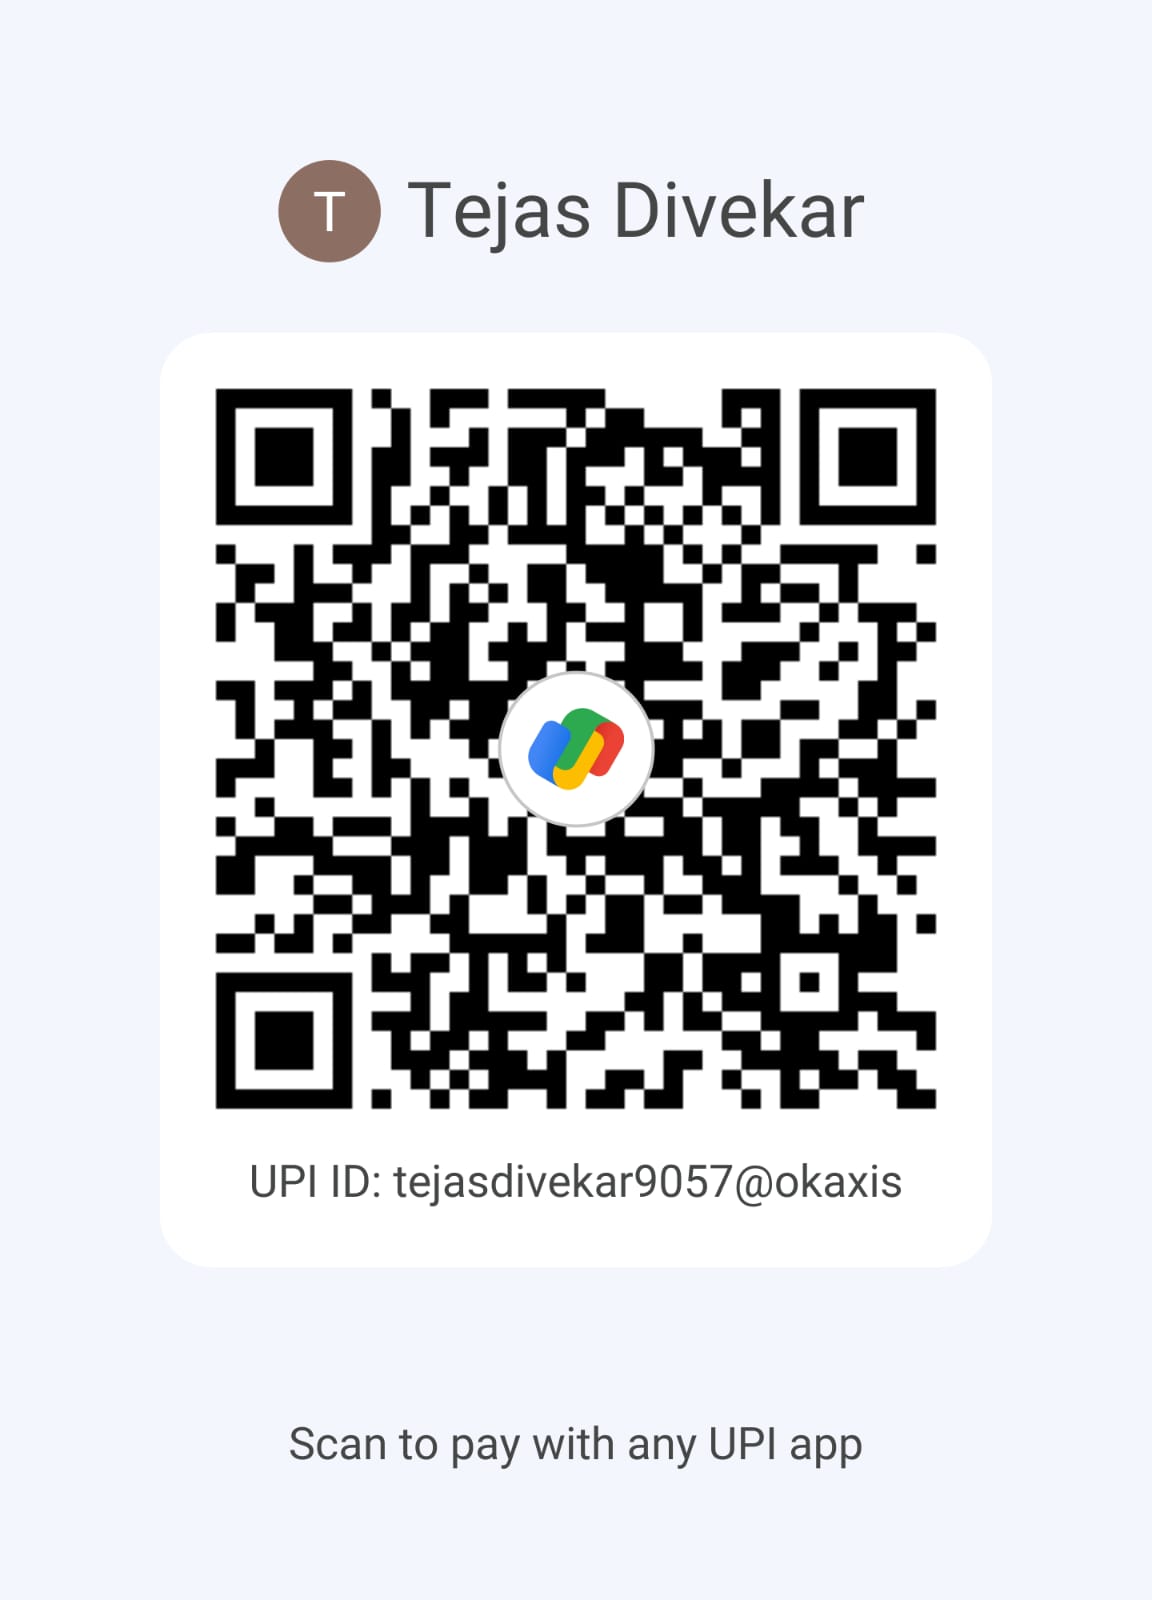 T Tejas Divekar
UPI ID: tejasdivekar9057@okaxis
Scan to pay with any UPI app